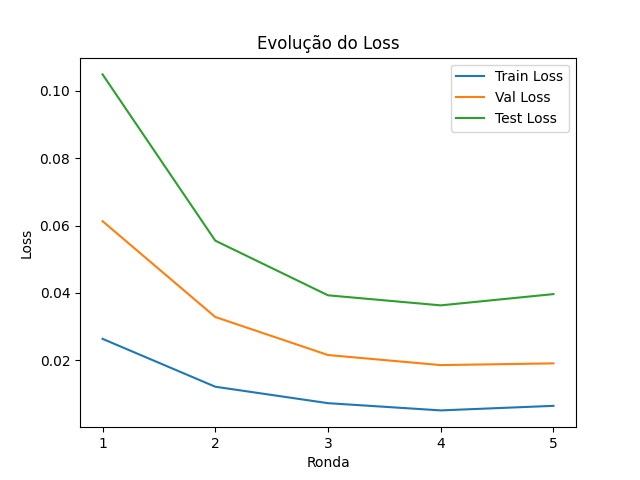 Evolução do Loss
Train Loss
Val Loss
Test Loss
0.10
0.08
0.06
0.04
0.02
Loss
1 2 3 4 5
Ronda